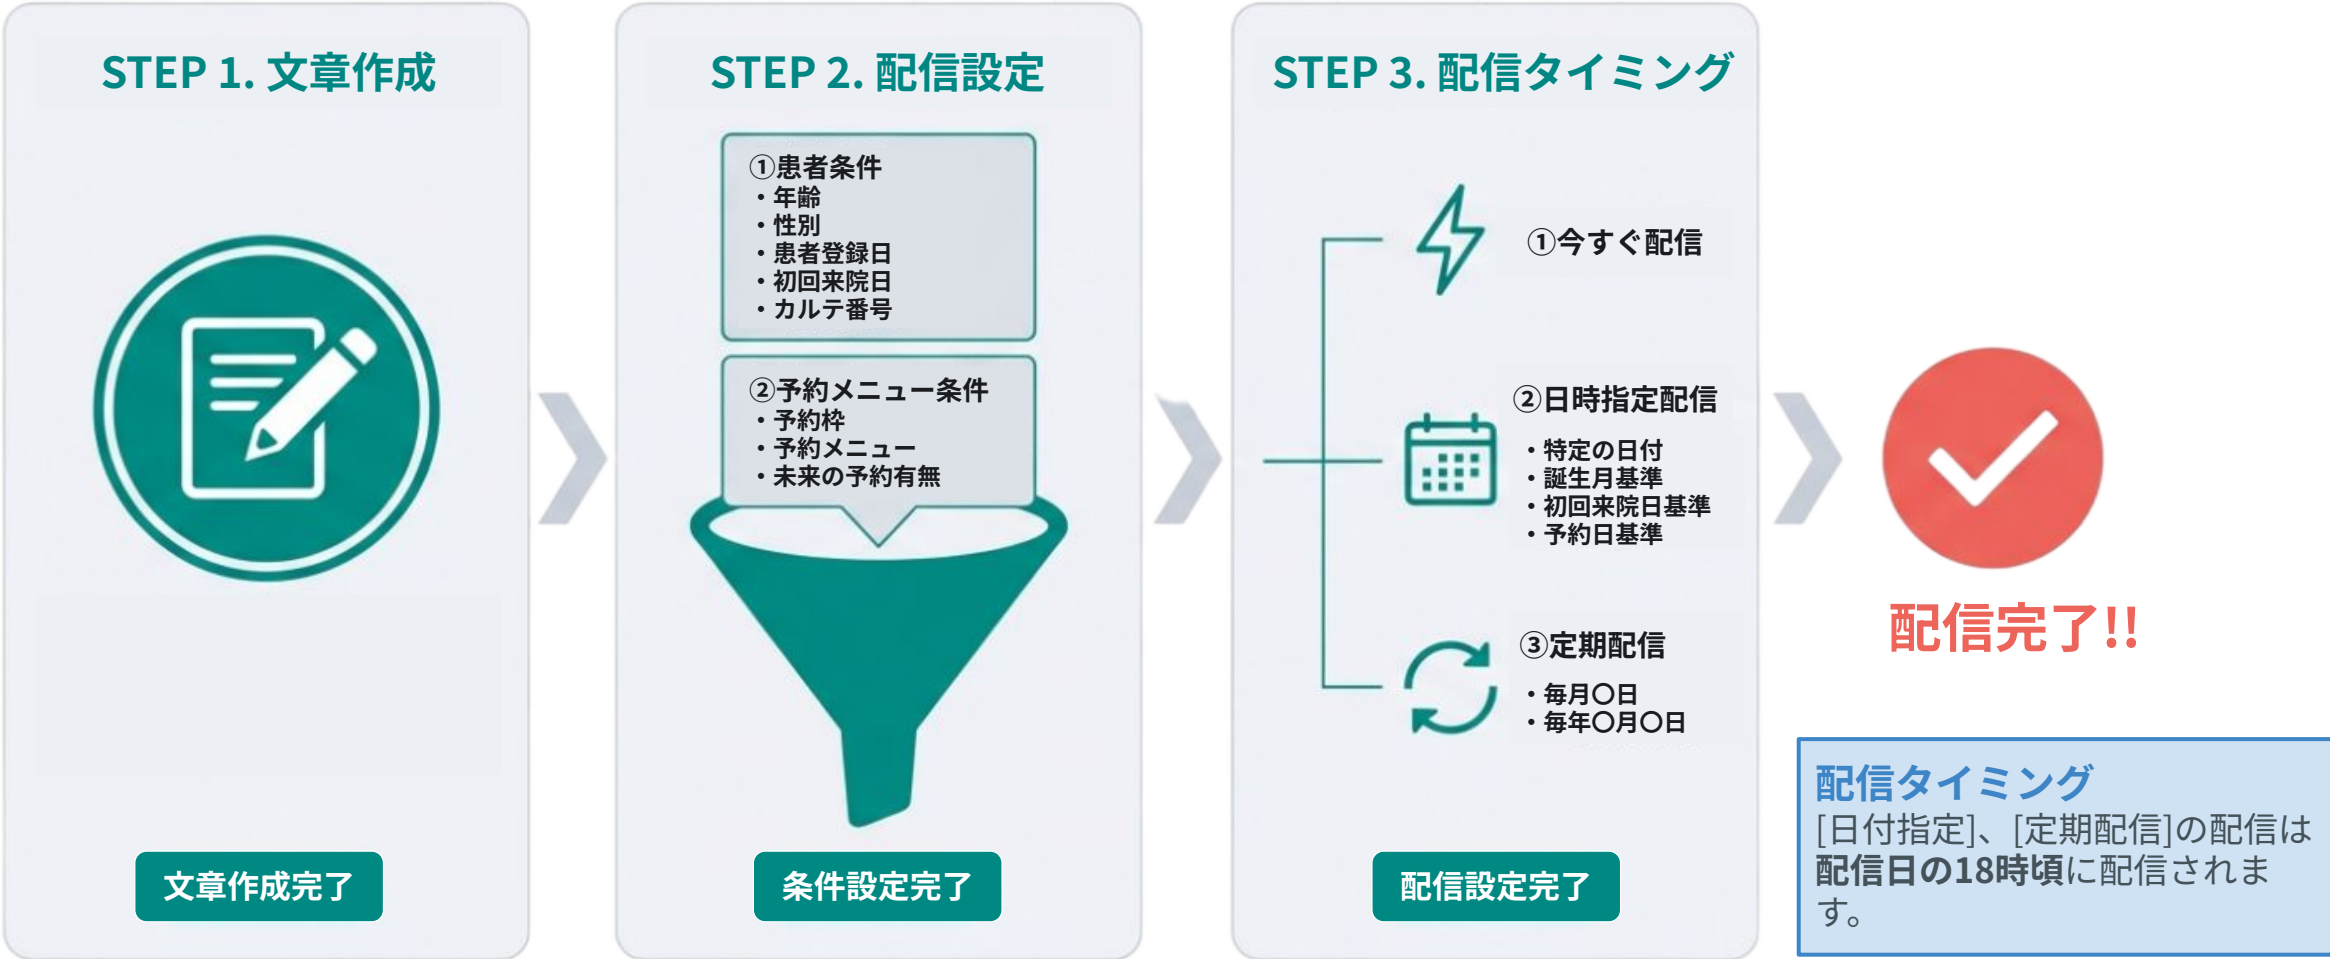 STEP 1. 文章作成
文章作成完了
STEP 2. 配信設定
①患者条件
・年齢
・性別
・患者登録日
・初回来院日
・カルテ番号
②予約メニュー条件
・予約枠
・予約メニュー
・未来の予約有無
条件設定完了
STEP 3. 配信タイミング
①今すぐ配信
②日時指定配信
・特定の日付
・誕生月基準
・初回来院日基準
・予約日基準
③定期配信
・毎月〇日
・毎年〇月〇日
配信設定完了
配信完了!!
配信タイミング
[日付指定]、[定期配信]の配信は
配信日の18時頃に配信されま
す。